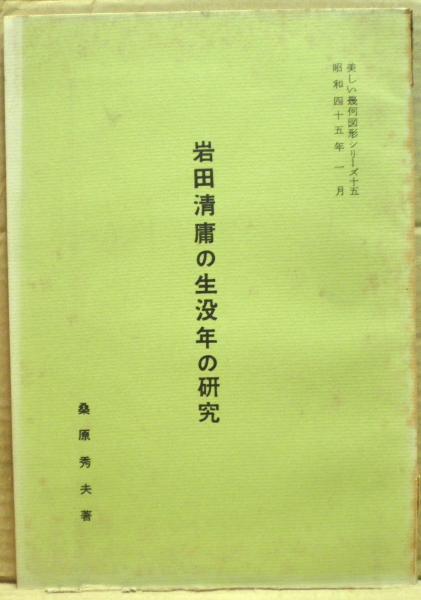 美しい幾何図形シリーズ十五
昭和四十五年一月
岩田清庸の生没年の研究
桑原秀夫著